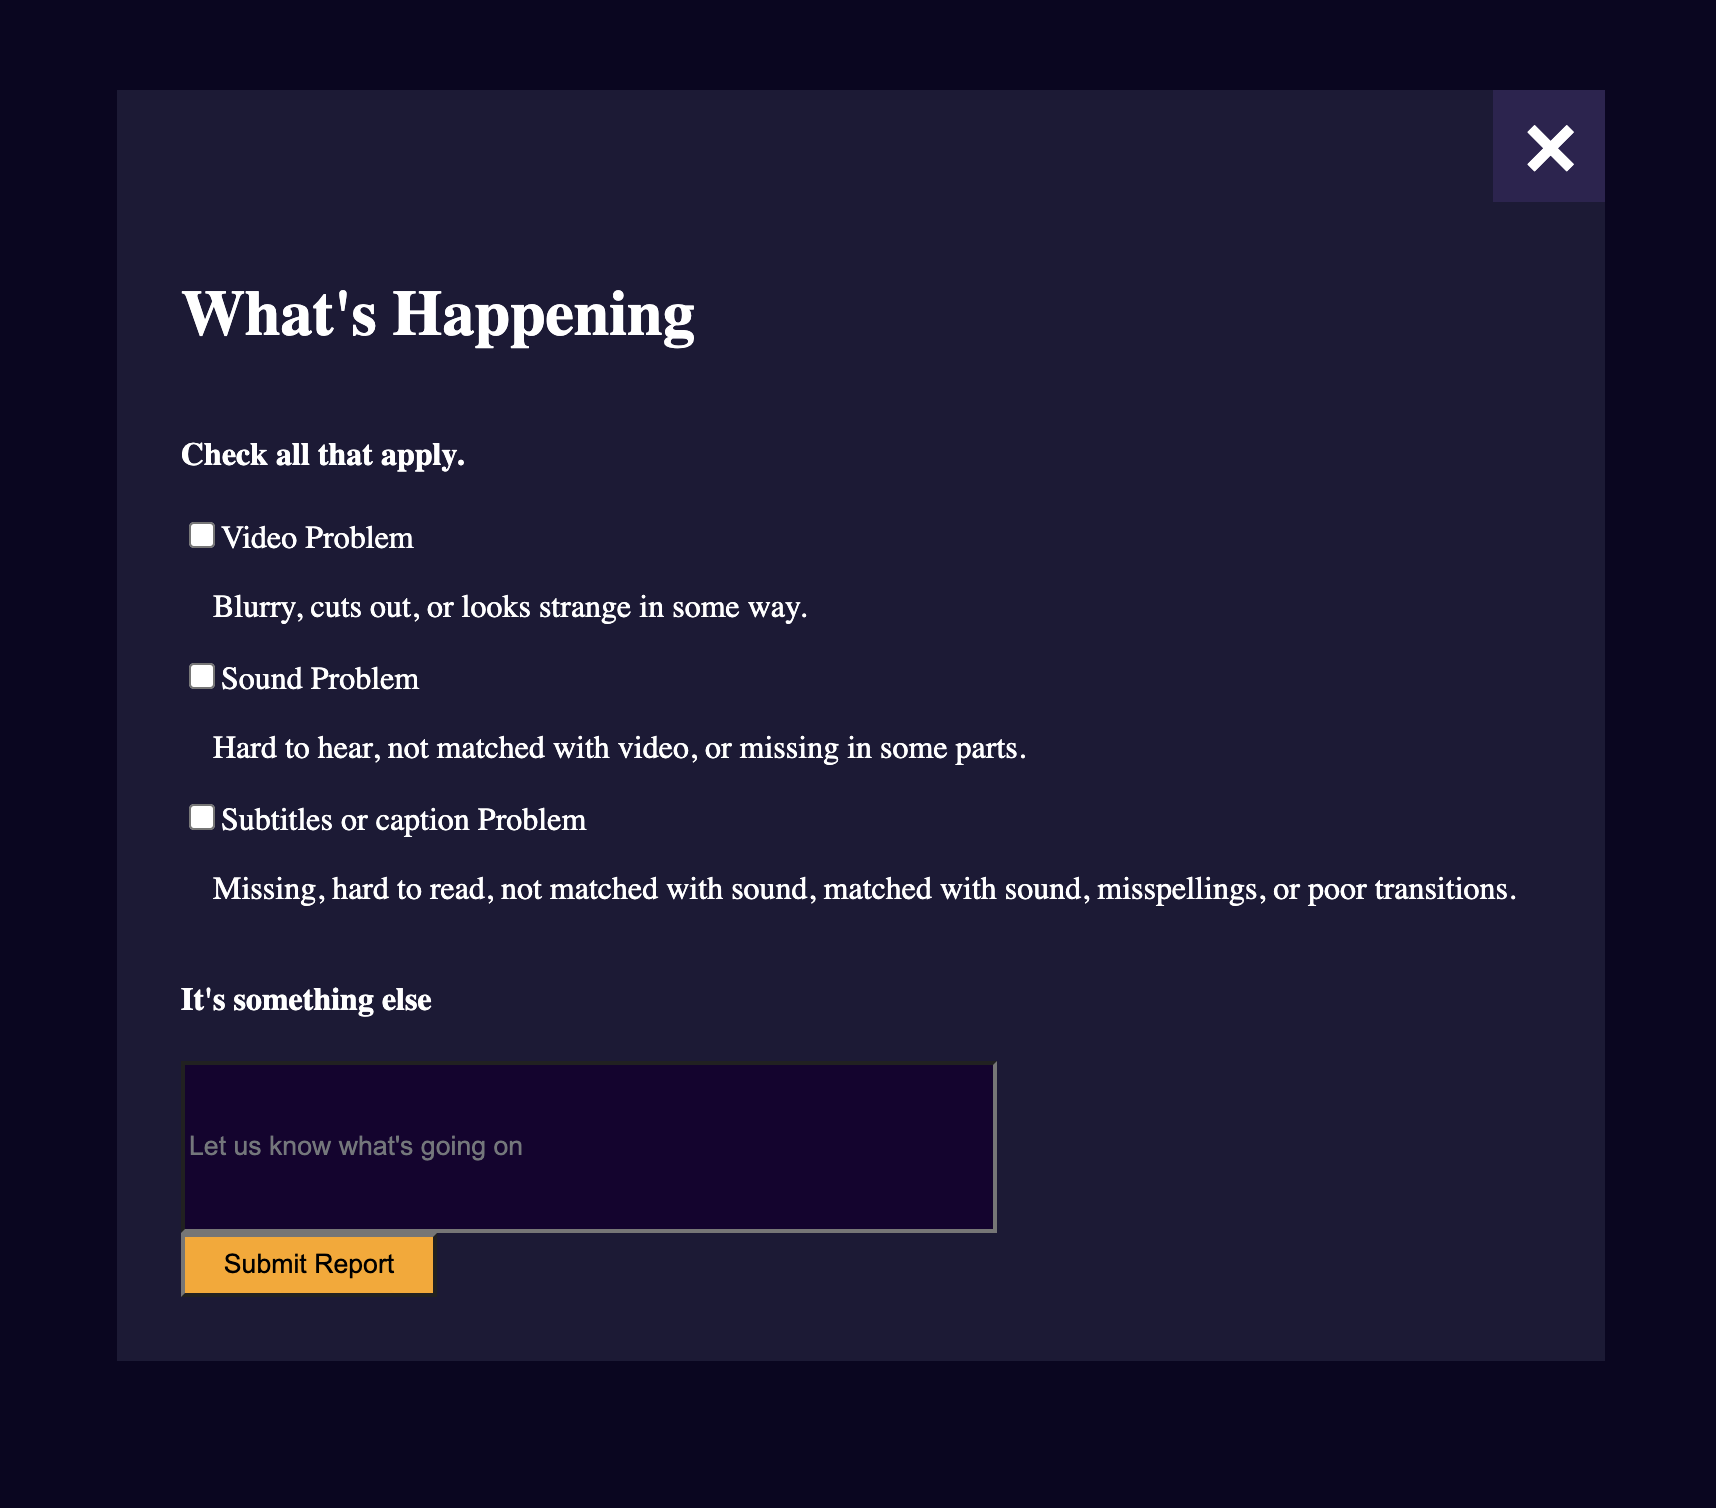 What's Happening
Check all that apply.
Video Problem
Blurry, cuts out, or looks strange in some way.
Sound Problem
Hard to hear, not matched with video, or missing in some parts.
Subtitles or caption Problem
Missing, hard to read, not matched with sound, matched with sound, misspellings, or poor transitions.
It's something else
Let us know what's going on
Submit Report